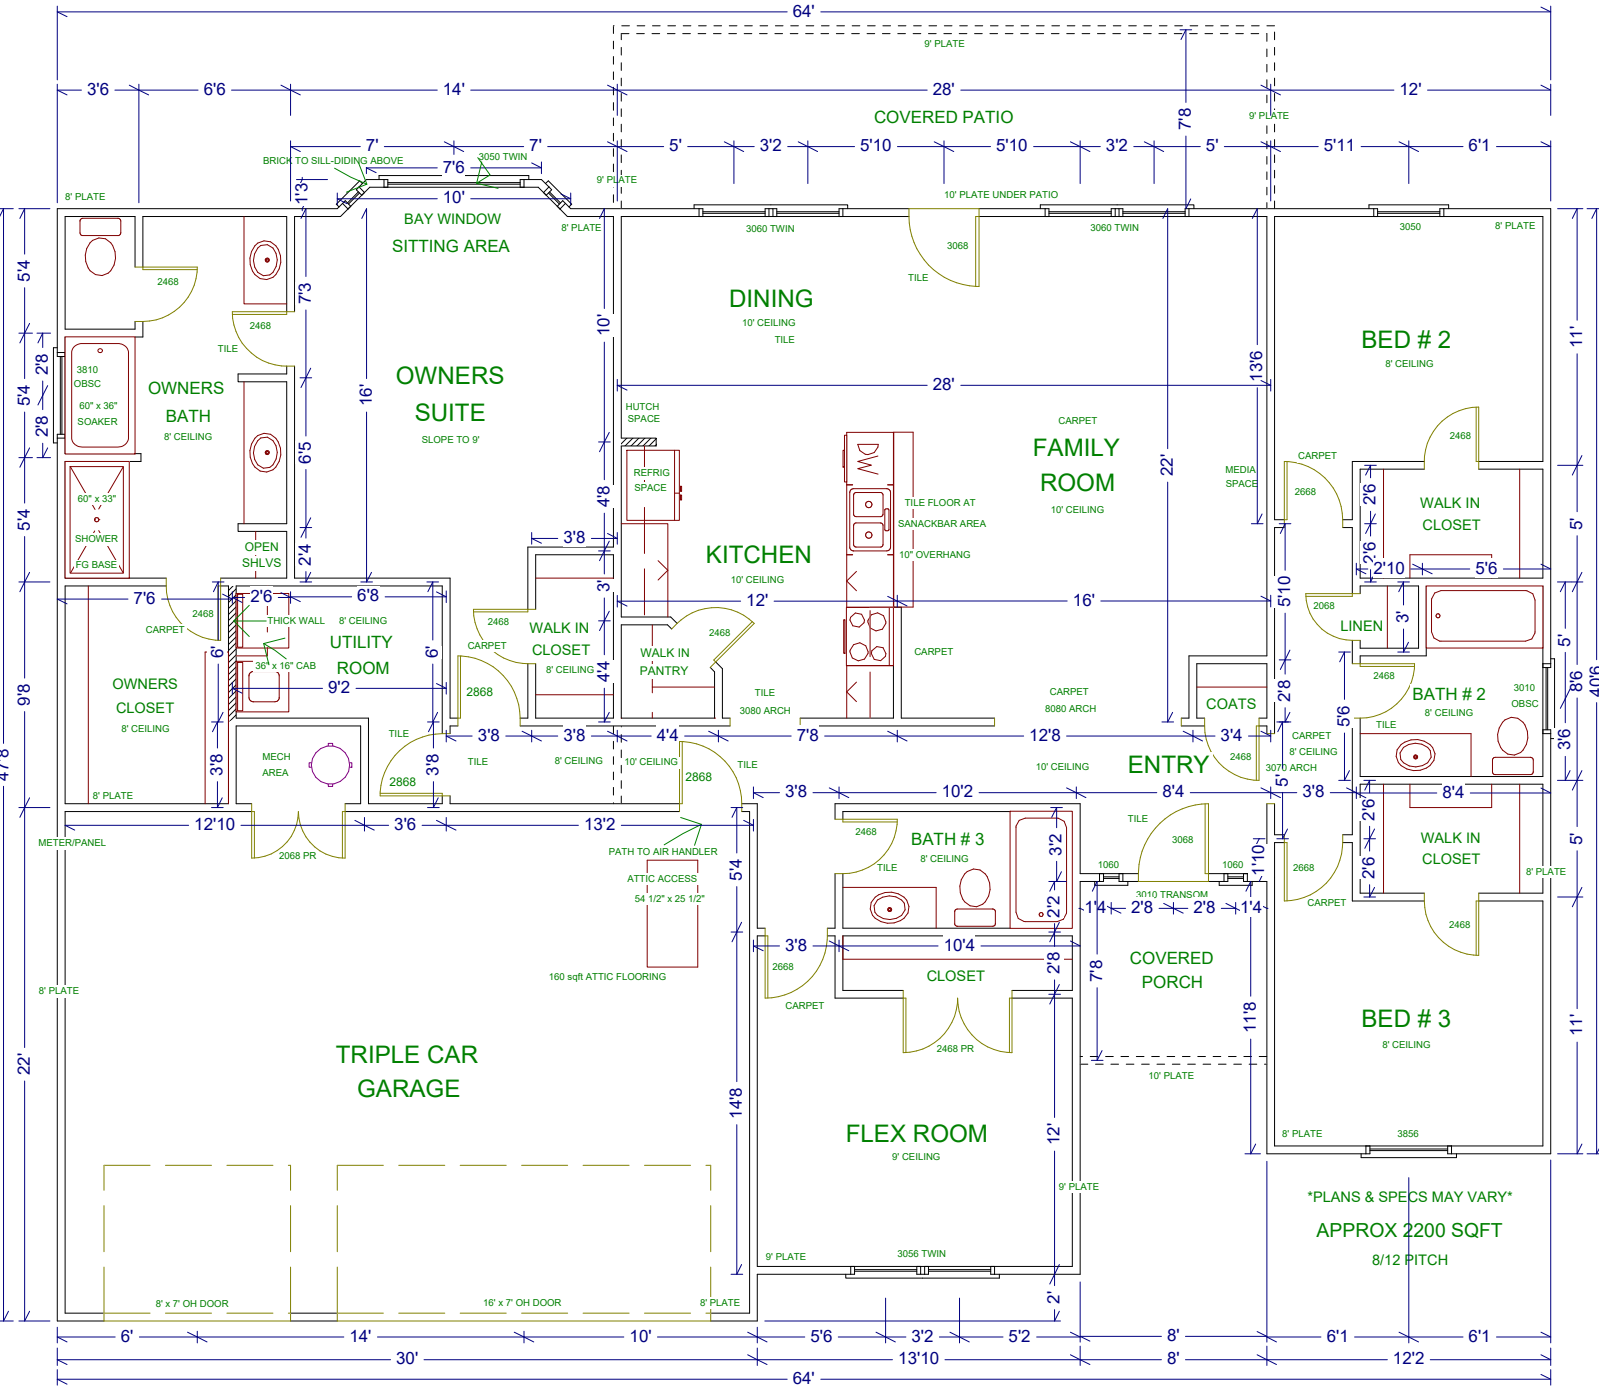 64'
9' PLATE
3'6
6'6
14'
28'
12'
COVERED PATIO
9' PLATE
7'8
7'
7'
5'
3'2
5'10
5'10
3'2
5'
5'11
6'1
BRICK TO SILL-DIDING ABOVE
3050 TWIN
7'6
9' PLATE
8' PLATE
1'3
10'
10' PLATE UNDER PATIO
BAY WINDOW
SITTING AREA
8' PLATE
3060 TWIN
3060 TWIN
3050
8' PLATE
3068
TILE
5'4
2468
7'3
DINING
10' CEILING
TILE
10'
2468
TILE
2'8
3810
OBSC
60" x 36"
SOAKER
5'4
2'8
OWNERS
BATH
8' CEILING
16'
OWNERS
SUITE
SLOPE TO 9'
28'
13'6
BED # 2
8' CEILING
11'
HUTCH
SPACE
CARPET
FAMILY
ROOM
10' CEILING
22'
2468
CARPET
6'5
REFRIG
SPACE
4'8
DW
MEDIA
SPACE
2668
2'6
WALK IN
CLOSET
5'
5'4
60" x 33"
SHOWER
FG BASE
TILE FLOOR AT
SANACKBAR AREA
10" OVERHANG
3'8
OPEN
SHLVS
2'4
KITCHEN
10' CEILING
2'6
2'10
5'6
7'6
2'6
6'8
3'
12'
16'
5'10
2068
LINEN
3'
2468
CARPET
THICK WALL
8' CEILING
UTILITY
ROOM
36" x 16" CAB
6'
6'
2468
CARPET
WALK IN
CLOSET
8' CEILING
4'4
WALK IN
PANTRY
2468
CARPET
5'
9'8
OWNERS
CLOSET
8' CEILING
9'2
2868
TILE
3080 ARCH
CARPET
8080 ARCH
COATS
2'8
5'6
2468
BATH # 2
8' CEILING
TILE
3010
OBSC
8'6
40'6
3'6
3'8
3'8
4'4
7'8
12'8
3'4
MECH
AREA
TILE
3'8
3'8
2868
TILE
8' CEILING
10' CEILING
2868
TILE
10' CEILING
ENTRY
2468
CARPET
8' CEILING
3070 ARCH
47'8
8' PLATE
3'8
10'2
8'4
5'
3'8
2'6
8'4
METER/PANEL
12'10
3'6
13'2
2068 PR
PATH TO AIR HANDLER
ATTIC ACCESS
54 1/2" x 25 1/2"
5'4
2468
TILE
BATH # 3
8' CEILING
3'2
TILE
3068
1060
1060
3010 TRANSOM
1'10
2668
CARPET
2'6
WALK IN
CLOSET
5'
8' PLATE
2'2
1'4
2'8
2'8
1'4
2468
3'8
10'4
2668
CARPET
CLOSET
2'8
7'8
COVERED
PORCH
160 sqft ATTIC FLOORING
8' PLATE
2468 PR
11'8
BED # 3
8' CEILING
11'
TRIPLE CAR
GARAGE
22'
10' PLATE
14'8
FLEX ROOM
9' CEILING
12'
8' PLATE
3856
9' PLATE
*PLANS & SPECS MAY VARY*
APPROX 2200 SQFT
8/12 PITCH
9' PLATE
3056 TWIN
8' x 7' OH DOOR
16' x 7' OH DOOR
8' PLATE
2'
6'
14'
10'
5'6
3'2
5'2
8'
6'1
6'1
30'
13'10
8'
12'2
64'